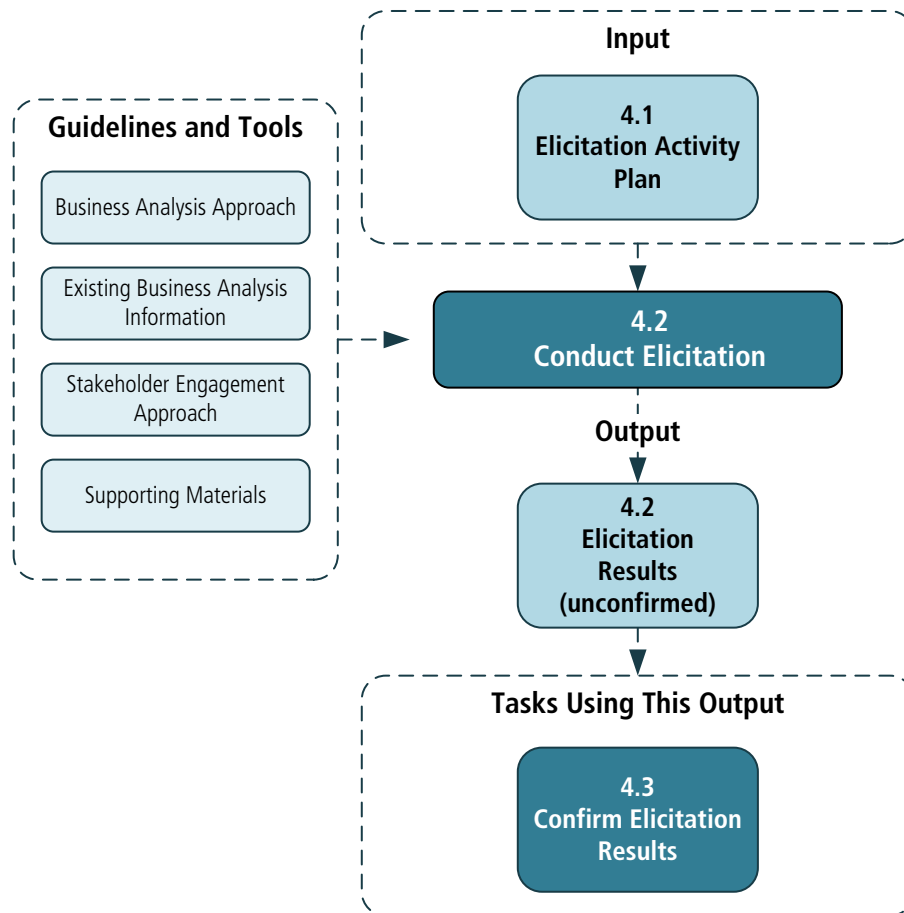 Input
4.1
Elicitation Activity
Plan
Guidelines and Tools
Business Analysis Approach
Existing Business Analysis
Information
Stakeholder Engagement
Approach
Supporting Materials
4.2
Conduct Elicitation
Output
4.2
Elicitation
Results
(unconfirmed)
Tasks Using This Output
4.3
Confirm Elicitation
Results